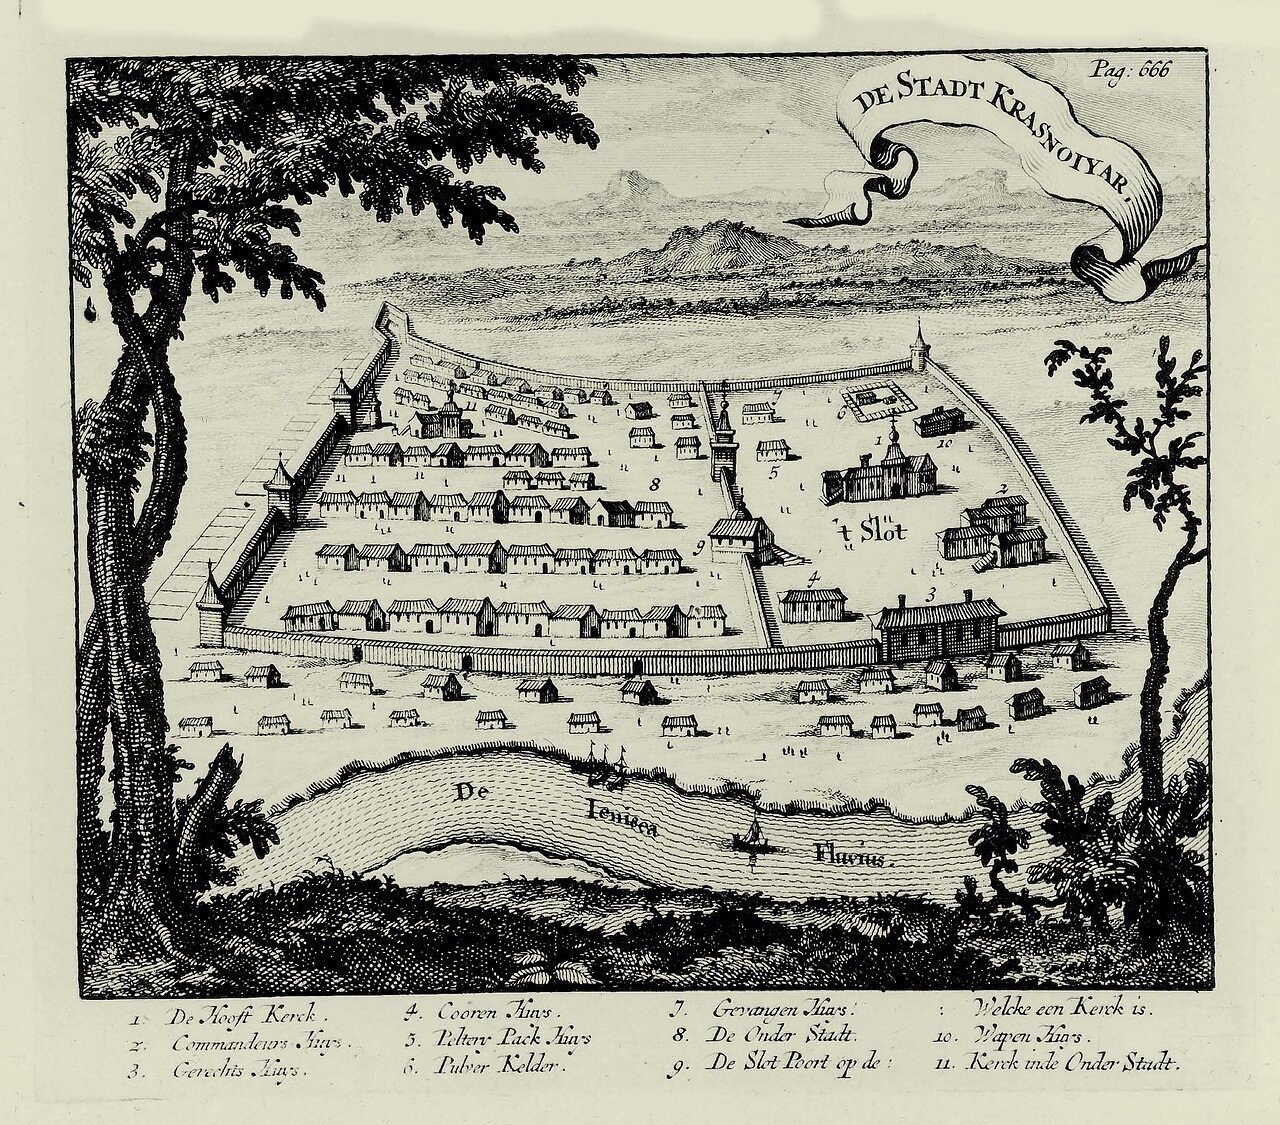 Pag: 666
DE STADT KRASNOIYAR,
7
6
1
10
5
2
8
't Slot
9
4
3
De Ienisea Fluvius.
1. De Hooft Kerck.
2. Commandeurs Huys.
3. Gerechts Huys.
4. Cooren Huys.
5. Peltery Pack Huys
6. Pulver Kelder.
7. Gevangen Huys.
8. De Onder Stadt.
9. De Slot Poort op de :
: Welcke een Kerck is.
10. Wapen Huys.
11. Kerck inde Onder Stadt.